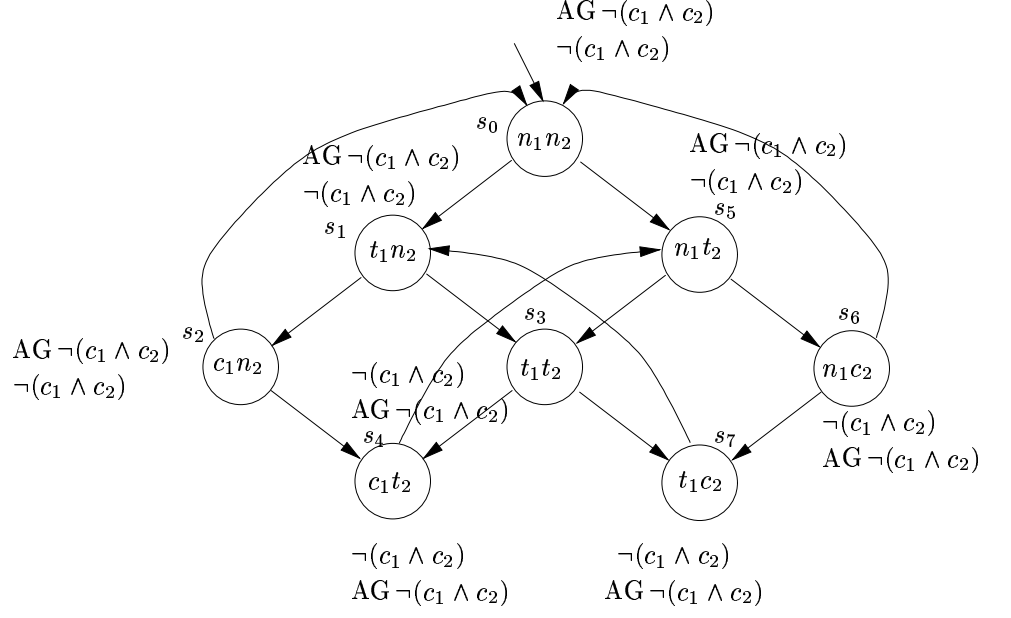 AG ¬(c₁ ∧ c₂)
¬(c₁ ∧ c₂)
s₀
n₁n₂
AG ¬(c₁ ∧ c₂)
¬(c₁ ∧ c₂)
AG ¬(c₁ ∧ c₂)
¬(c₁ ∧ c₂)
s₁
t₁n₂
s₅
n₁t₂
s₂
c₁n₂
AG ¬(c₁ ∧ c₂)
¬(c₁ ∧ c₂)
s₃
t₁t₂
¬(c₁ ∧ c₂)
AG ¬(c₁ ∧ c₂)
s₆
n₁c₂
¬(c₁ ∧ c₂)
AG ¬(c₁ ∧ c₂)
s₄
c₁t₂
¬(c₁ ∧ c₂)
AG ¬(c₁ ∧ c₂)
s₇
t₁c₂
¬(c₁ ∧ c₂)
AG ¬(c₁ ∧ c₂)